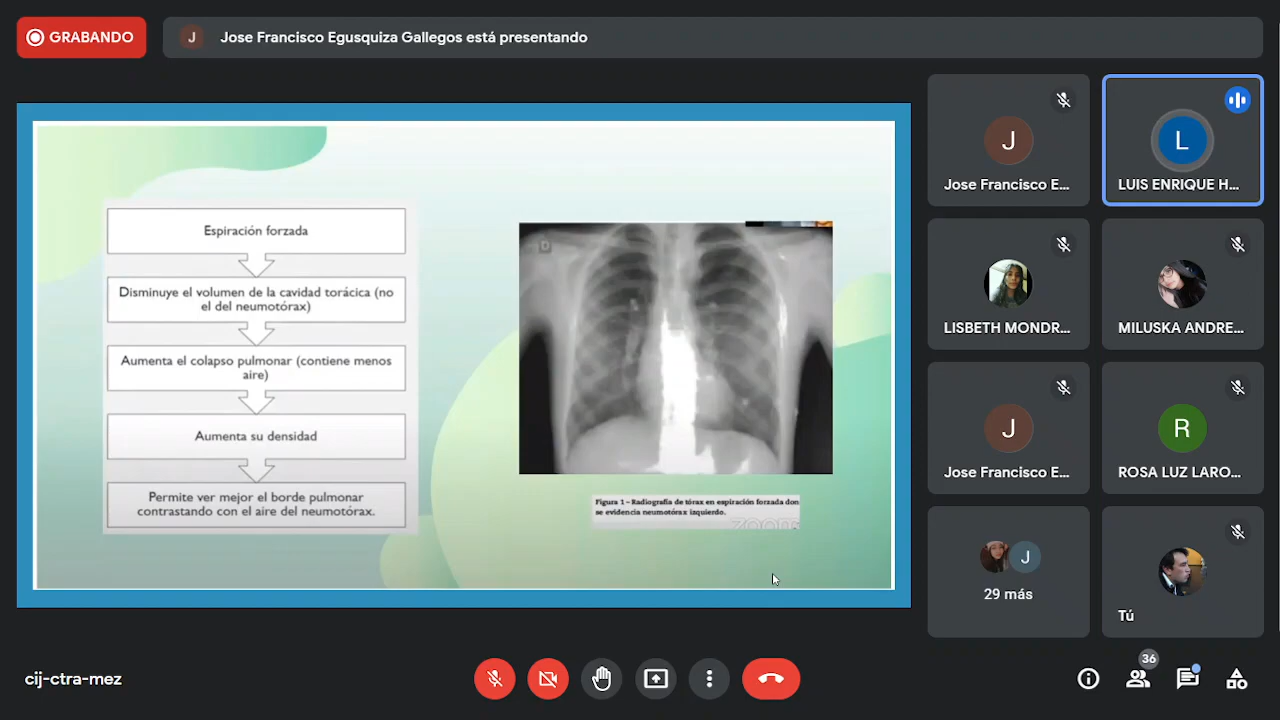 GRABANDO
J Jose Francisco Egusquiza Gallegos está presentando
Espiración forzada
Disminuye el volumen de la cavidad torácica (no
el del neumotórax)
Aumenta el colapso pulmonar (contiene menos
aire)
Aumenta su densidad
Permite ver mejor el borde pulmonar
contrastando con el aire del neumotórax.
b
Figura 1 – Radiografía de tórax en espiración forzada don
se evidencia neumotórax izquierdo.
zoom
J
Jose Francisco E...
L
LUIS ENRIQUE H...
LISBETH MONDR...
MILUSKA ANDRE...
J
Jose Francisco E...
R
ROSA LUZ LARO...
J
29 más
Tú
cij-ctra-mez
36